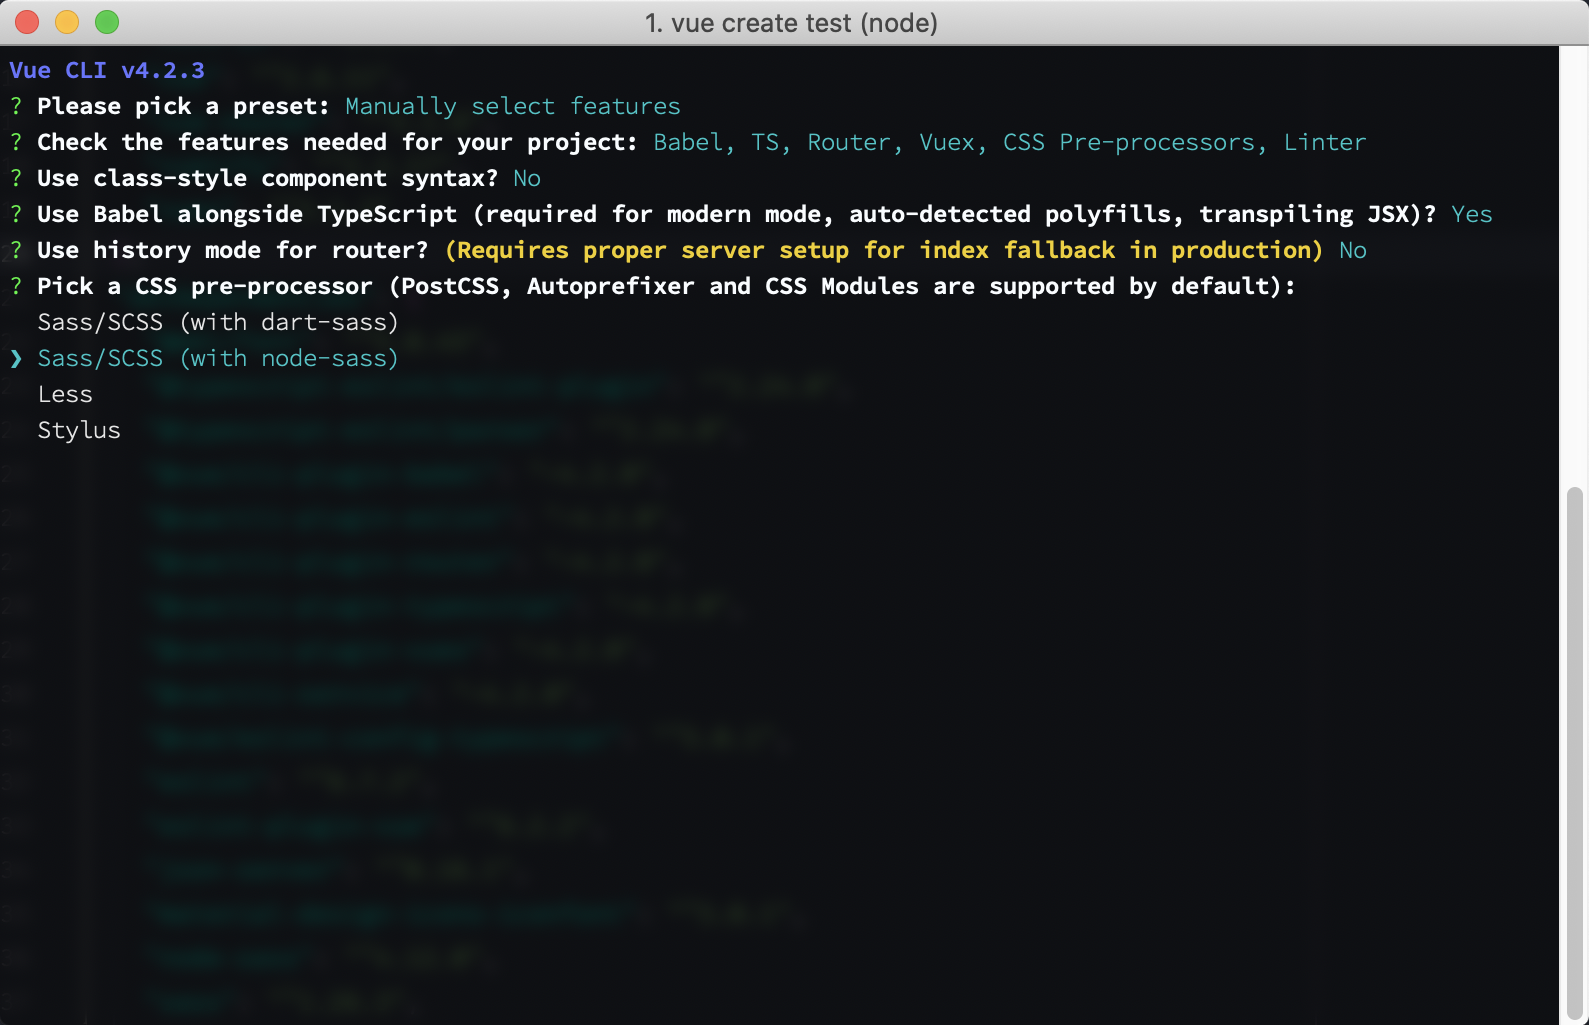 1. vue create test (node)
Vue CLI v4.2.3
? Please pick a preset: Manually select features
? Check the features needed for your project: Babel, TS, Router, Vuex, CSS Pre-processors, Linter
? Use class-style component syntax? No
? Use Babel alongside TypeScript (required for modern mode, auto-detected polyfills, transpiling JSX)? Yes
? Use history mode for router? (Requires proper server setup for index fallback in production) No
? Pick a CSS pre-processor (PostCSS, Autoprefixer and CSS Modules are supported by default):
Sass/SCSS (with dart-sass)
❯ Sass/SCSS (with node-sass)
Less
Stylus